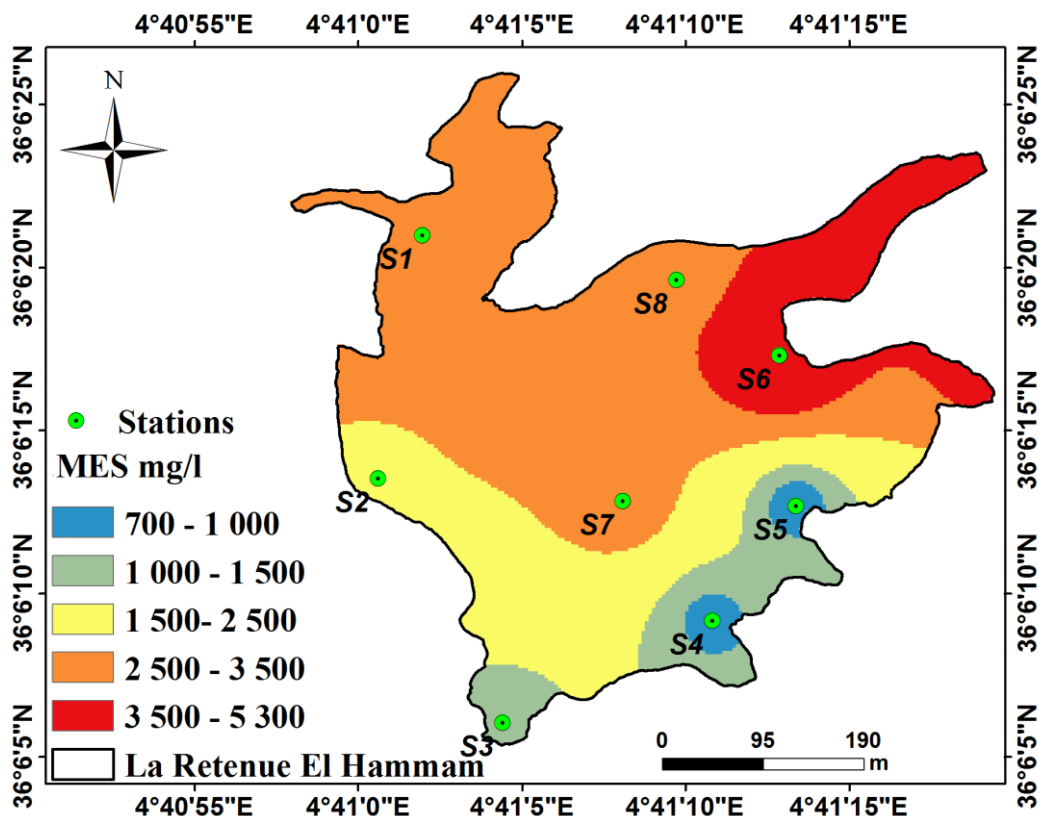 4°40'55"E 4°41'0"E 4°41'5"E 4°41'10"E 4°41'15"E
N
36°6'25"N 36°6'25"N
S1
36°6'20"N 36°6'20"N
S8
S6
36°6'15"N 36°6'15"N
Stations
MES mg/l
S2
S7
S5
700 - 1 000
1 000 - 1 500
36°6'10"N 36°6'10"N
1 500- 2 500
S4
2 500 - 3 500
3 500 - 5 300
S3
0 95 190
m
36°6'5"N 36°6'5"N
La Retenue El Hammam
4°40'55"E 4°41'0"E 4°41'5"E 4°41'10"E 4°41'15"E